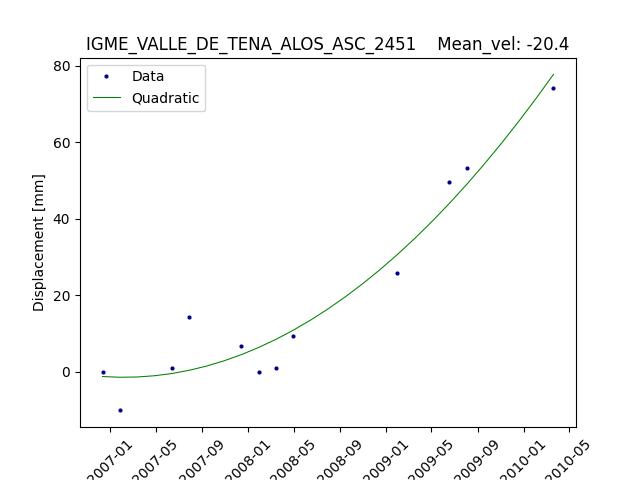 IGME_VALLE_DE_TENA_ALOS_ASC_2451 Mean_vel: -20.4
Data
Quadratic
Displacement [mm]
80
60
40
20
0
2007-01 2007-05 2007-09 2008-01 2008-05 2008-09 2009-01 2009-05 2009-09 2010-01 2010-05